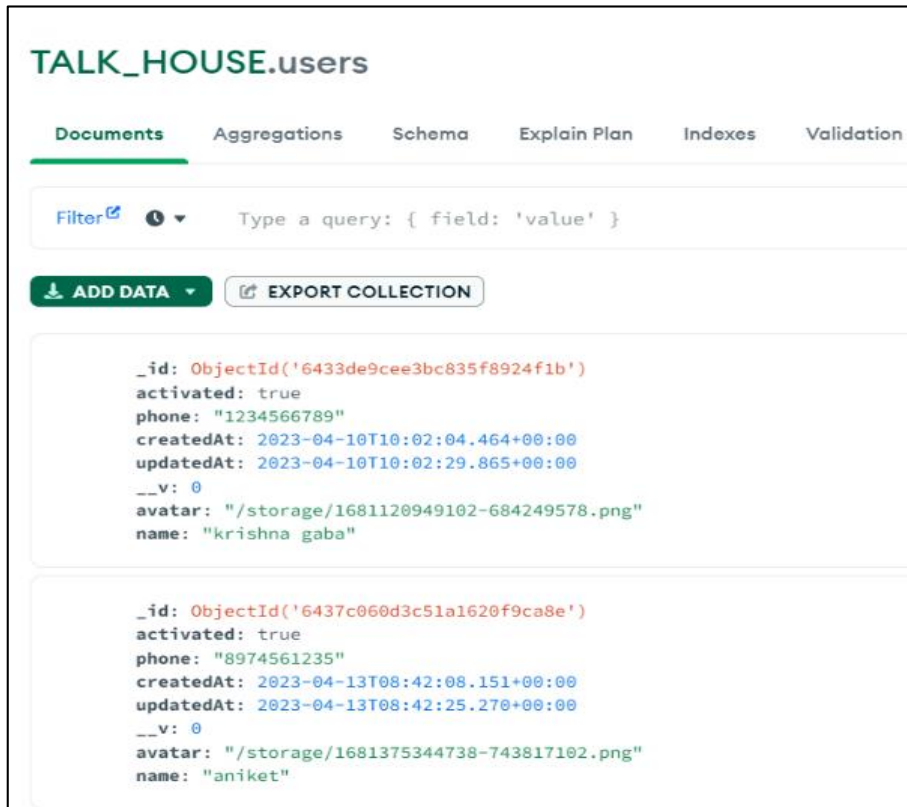 TALK_HOUSE.users
Documents Aggregations Schema Explain Plan Indexes Validation
Filter Type a query: { field: 'value' }
ADD DATA EXPORT COLLECTION
_id: ObjectId('6433de9cee3bc835f8924f1b')
activated: true
phone: "1234566789"
createdAt: 2023-04-10T10:02:04.464+00:00
updatedAt: 2023-04-10T10:02:29.865+00:00
__v: 0
avatar: "/storage/1681120949102-684249578.png"
name: "krishna gaba"
_id: ObjectId('6437c060d3c51a1620f9ca8e')
activated: true
phone: "8974561235"
createdAt: 2023-04-13T08:42:08.151+00:00
updatedAt: 2023-04-13T08:42:25.270+00:00
__v: 0
avatar: "/storage/1681375344738-743817102.png"
name: "aniket"